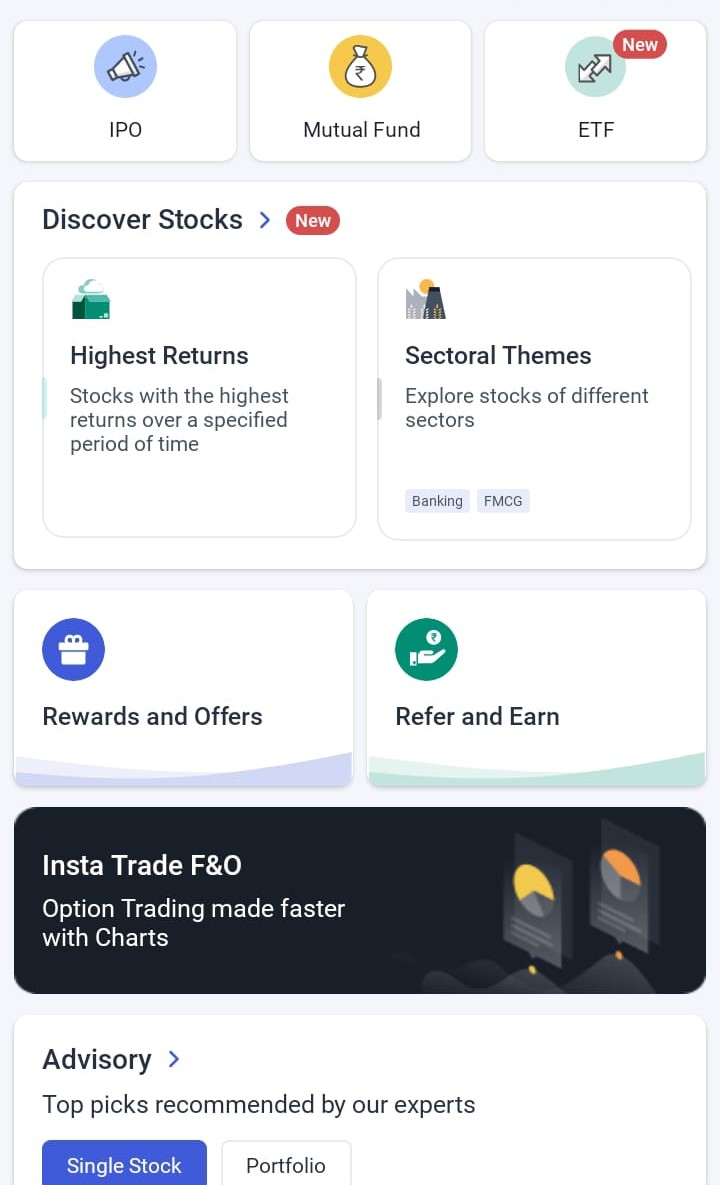 New
IPO
Mutual Fund
ETF
Discover Stocks
New
Highest Returns
Stocks with the highest
returns over a specified
period of time
Sectoral Themes
Explore stocks of different
sectors
Banking
FMCG
Rewards and Offers
Refer and Earn
Insta Trade F&O
Option Trading made faster
with Charts
Advisory
Top picks recommended by our experts
Single Stock
Portfolio